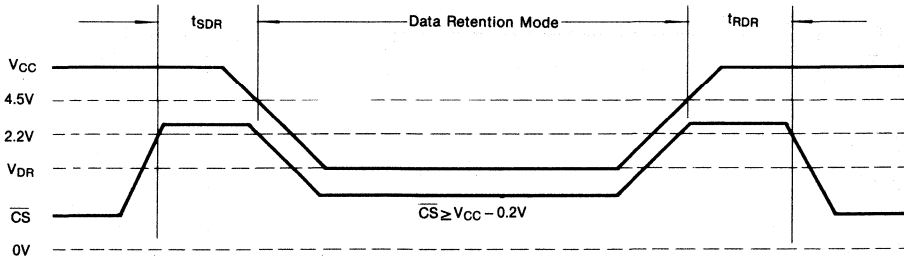 tSDR
Data Retention Mode
tRDR
VCC
4.5V
2.2V
VDR
CS
CS ≥ VCC – 0.2V
0V